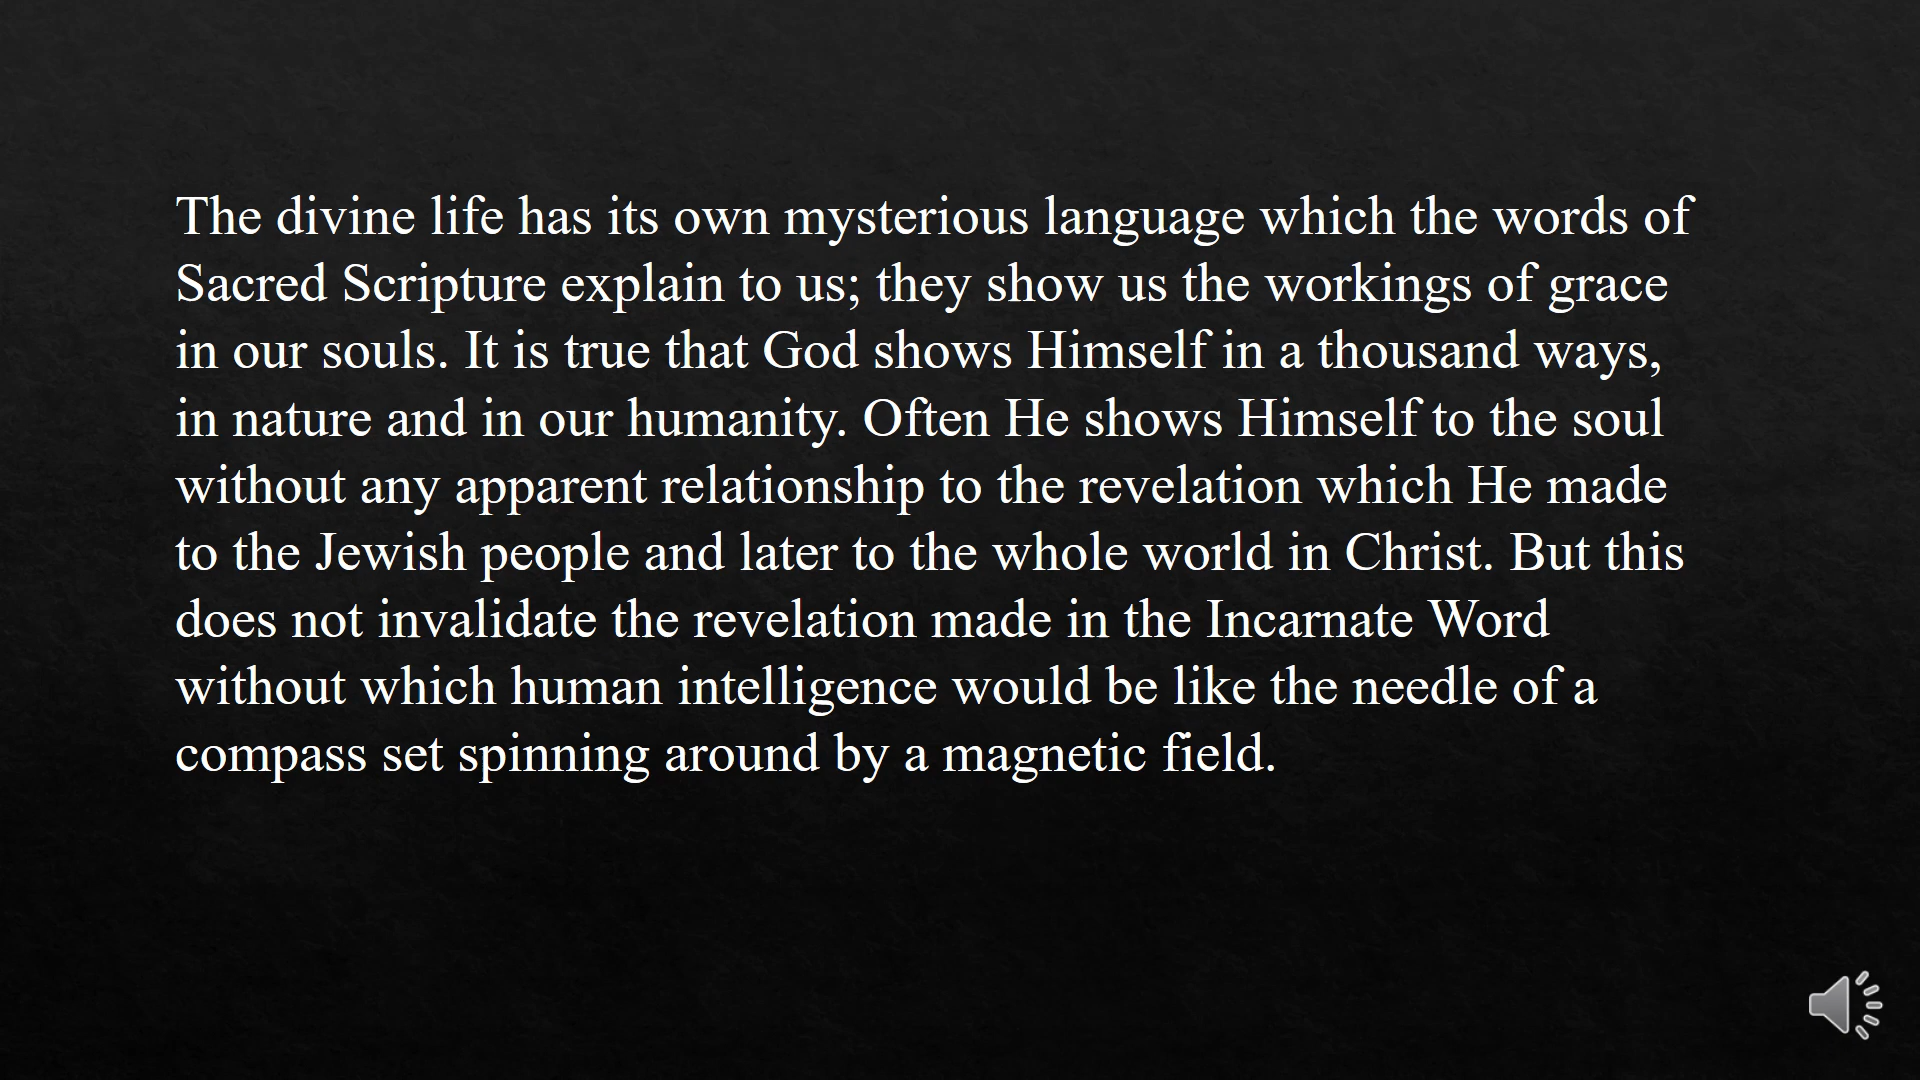 The divine life has its own mysterious language which the words of
Sacred Scripture explain to us; they show us the workings of grace
in our souls. It is true that God shows Himself in a thousand ways,
in nature and in our humanity. Often He shows Himself to the soul
without any apparent relationship to the revelation which He made
to the Jewish people and later to the whole world in Christ. But this
does not invalidate the revelation made in the Incarnate Word
without which human intelligence would be like the needle of a
compass set spinning around by a magnetic field.